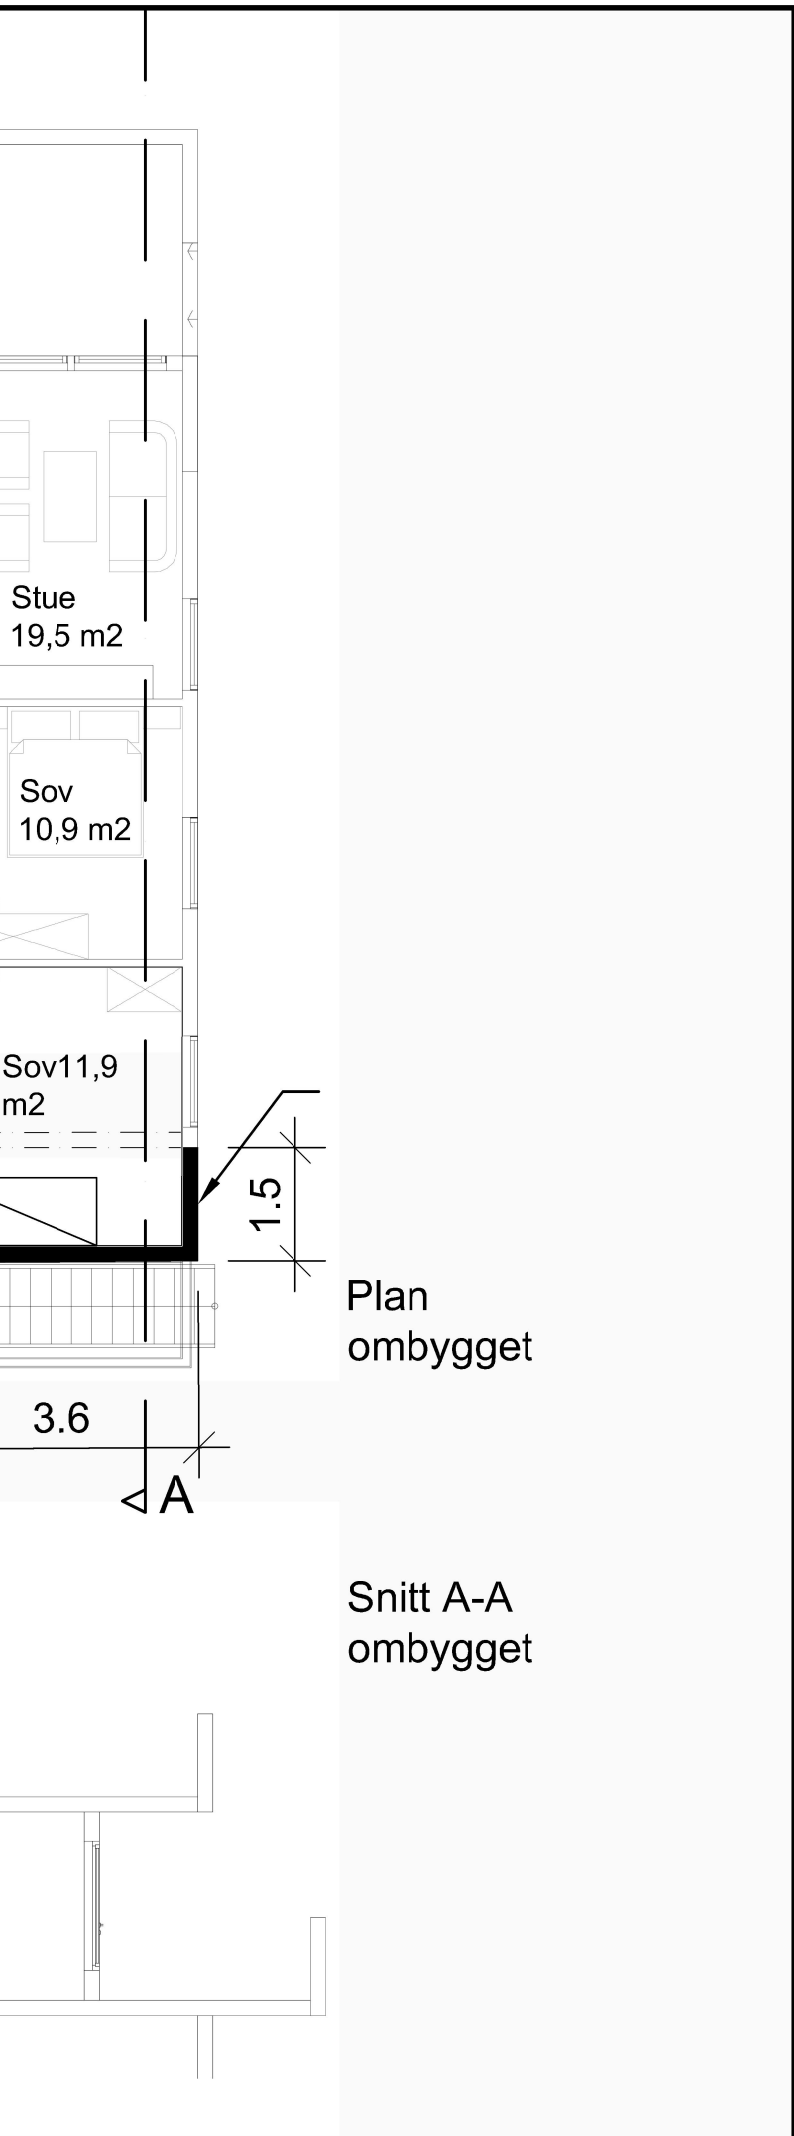 Stue
19,5 m2
Sov
10,9 m2
Sov11,9
m2
1.5
Plan
ombygget
3.6
A
Snitt A-A
ombygget